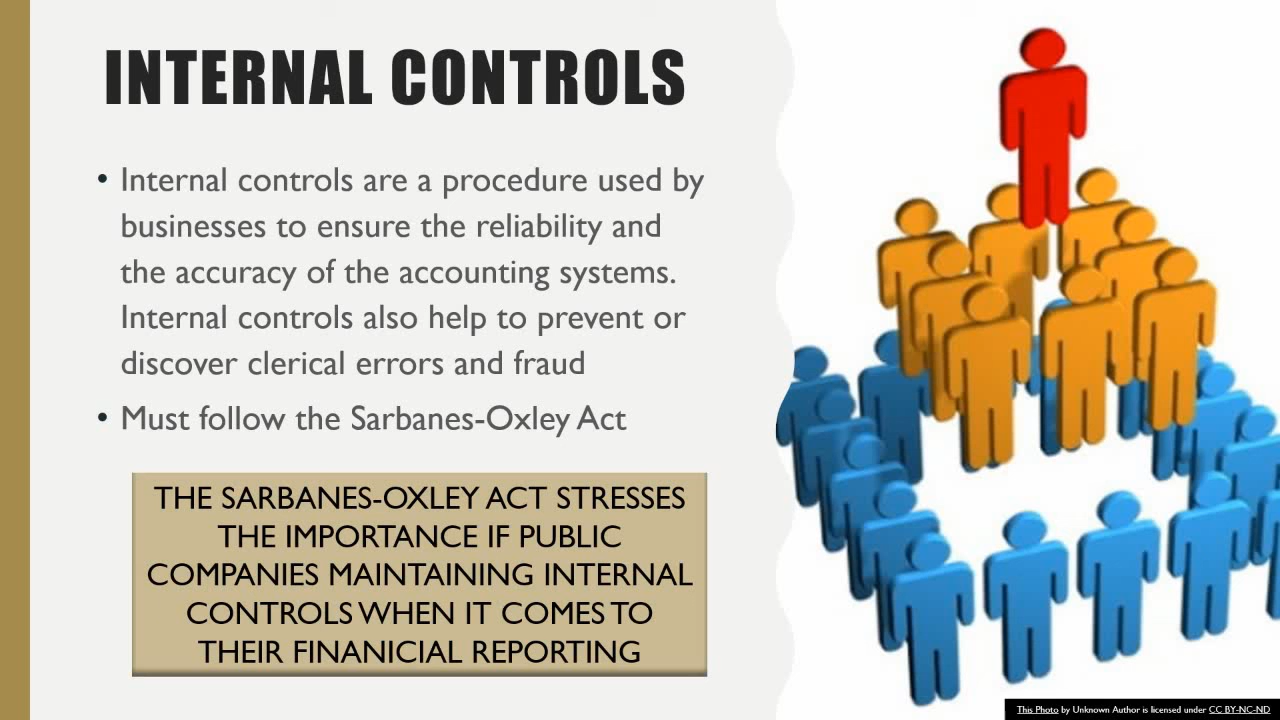 INTERNAL CONTROLS
• Internal controls are a procedure used by
businesses to ensure the reliability and
the accuracy of the accounting systems.
Internal controls also help to prevent or
discover clerical errors and fraud
• Must follow the Sarbanes-Oxley Act
THE SARBANES-OXLEY ACT STRESSES
THE IMPORTANCE IF PUBLIC
COMPANIES MAINTAINING INTERNAL
CONTROLS WHEN IT COMES TO
THEIR FINANICIAL REPORTING
This Photo by Unknown Author is licensed under CC BY-NC-ND